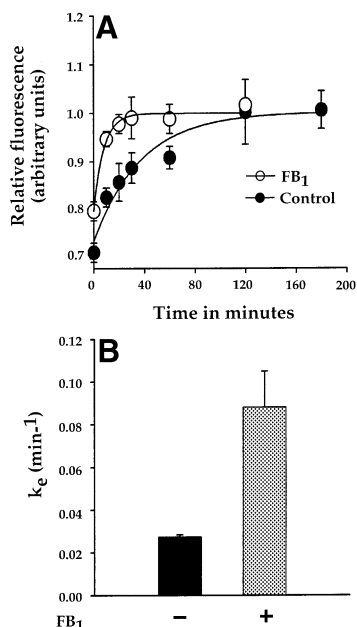 A
Relative fluorescence
(arbitrary units)
1.2
1.1
1.0
0.9
0.8
0.7
FB1
Control
0 40 80 120 160 200
Time in minutes
B
ke (min-1)
0.12
0.10
0.08
0.06
0.04
0.02
0.00
FB1 − +